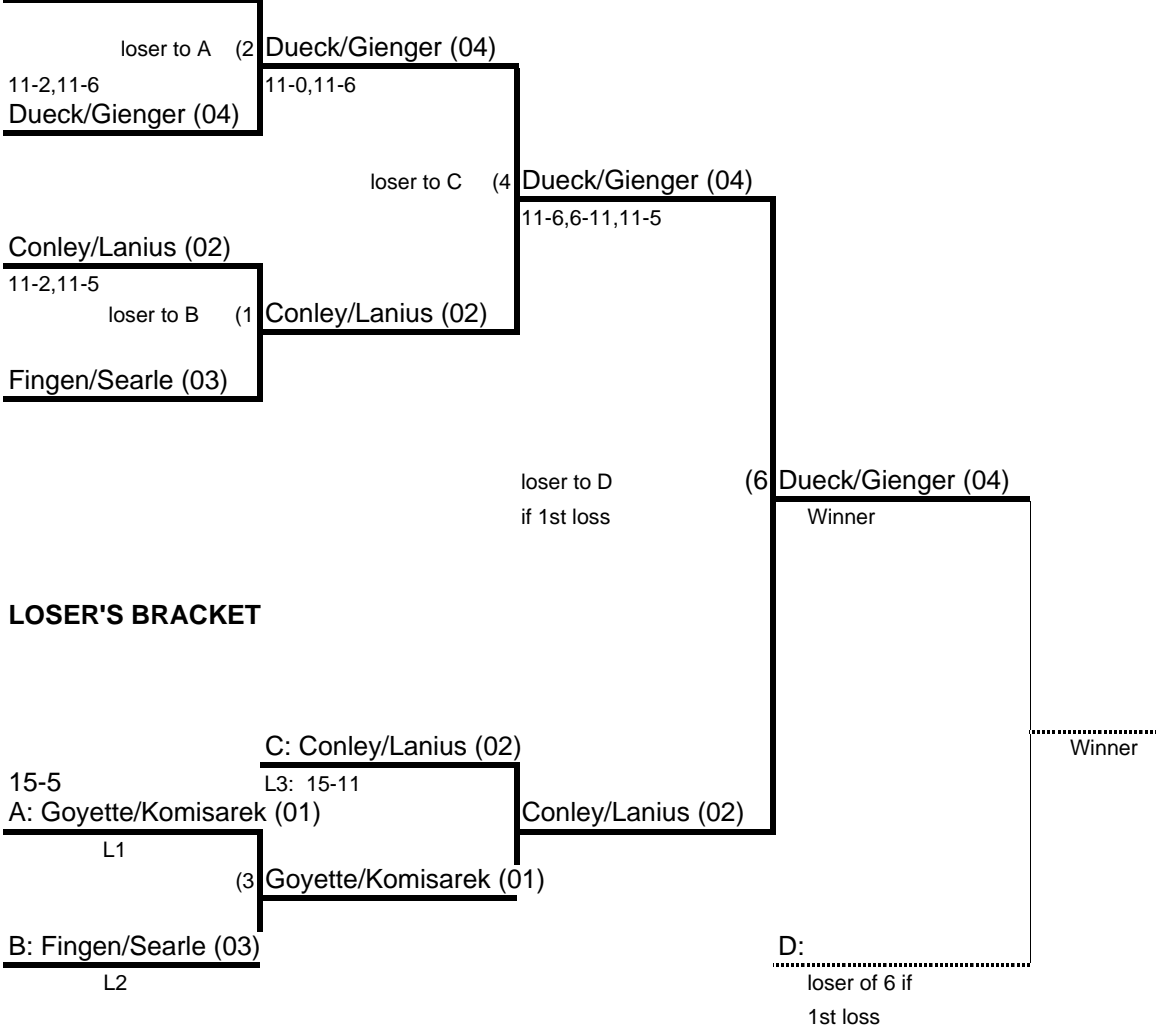 loser to A (2 Dueck/Gienger (04)
11-2,11-6 11-0,11-6
Dueck/Gienger (04)
loser to C (4 Dueck/Gienger (04)
11-6,6-11,11-5
Conley/Lanius (02)
11-2,11-5
loser to B (1 Conley/Lanius (02)
Fingen/Searle (03)
loser to D (6 Dueck/Gienger (04)
if 1st loss Winner
LOSER'S BRACKET
C: Conley/Lanius (02)
Winner
15-5 L3: 15-11
A: Goyette/Komisarek (01) Conley/Lanius (02)
L1
(3 Goyette/Komisarek (01)
B: Fingen/Searle (03) D:
L2 loser of 6 if
1st loss